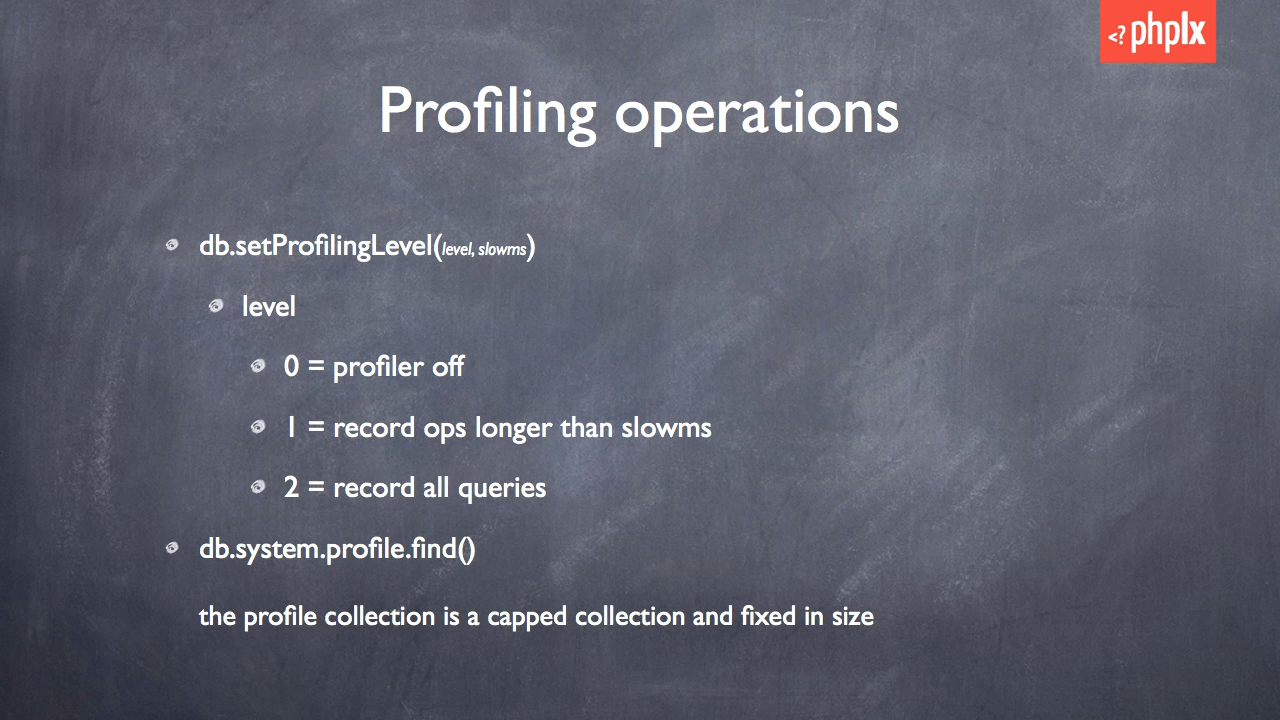 <? phplx
Profiling operations
db.setProfilingLevel(level, slowms)
level
0 = profiler off
1 = record ops longer than slowms
2 = record all queries
db.system.profile.find()
the profile collection is a capped collection and fixed in size